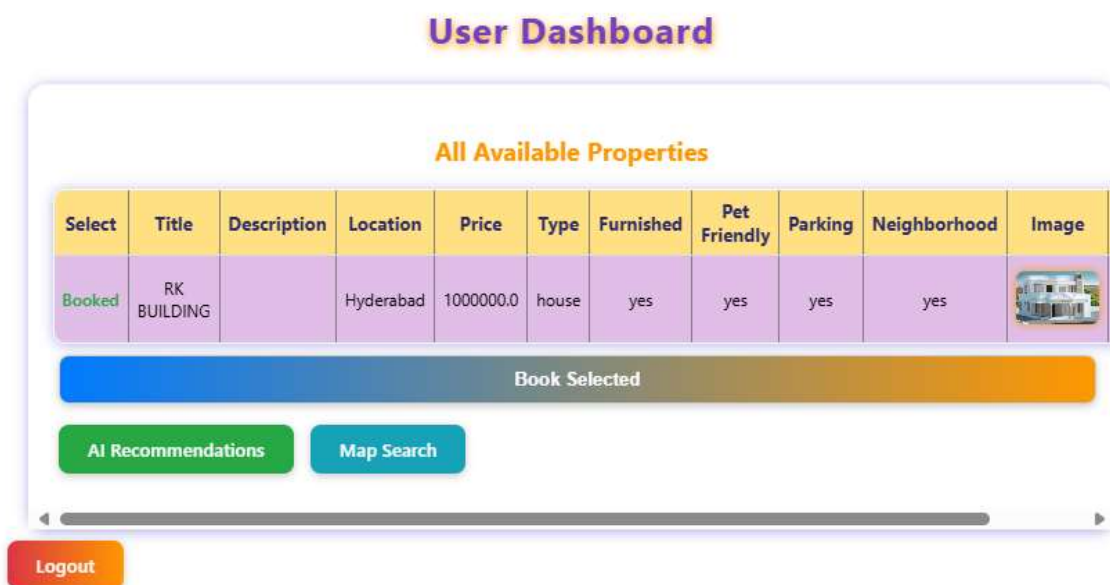 User Dashboard
All Available Properties
Select Title Description Location Price Type Furnished Pet Friendly Parking Neighborhood Image
Booked RK BUILDING Hyderabad 1000000.0 house yes yes yes yes
Book Selected
AI Recommendations Map Search
Logout